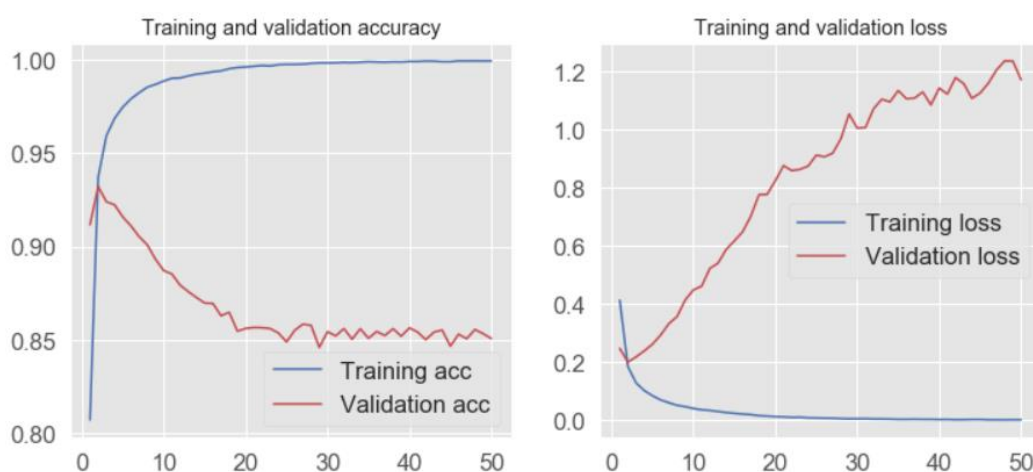 Training and validation accuracy
1.00
0.95
0.90
0.85
0.80
Training acc
Validation acc
0 10 20 30 40 50
Training and validation loss
1.2
1.0
0.8
0.6
0.4
0.2
0.0
Training loss
Validation loss
0 10 20 30 40 50